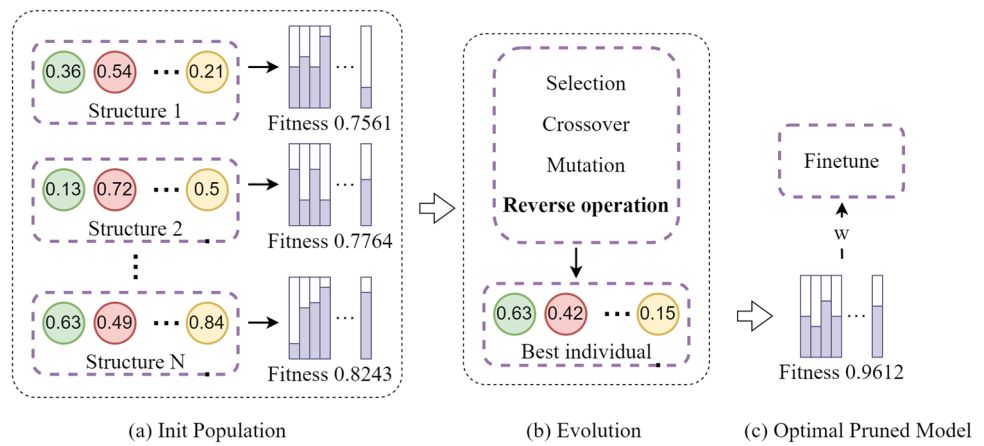 0.36 0.54 ... 0.21
Structure 1
Fitness 0.7561
0.13 0.72 ... 0.5
Structure 2
Fitness 0.7764
0.63 0.49 ... 0.84
Structure N
Fitness 0.8243
(a) Init Population
Selection
Crossover
Mutation
Reverse operation
0.63 0.42 ... 0.15
Best individual
(b) Evolution
Finetune
w
Fitness 0.9612
(c) Optimal Pruned Model